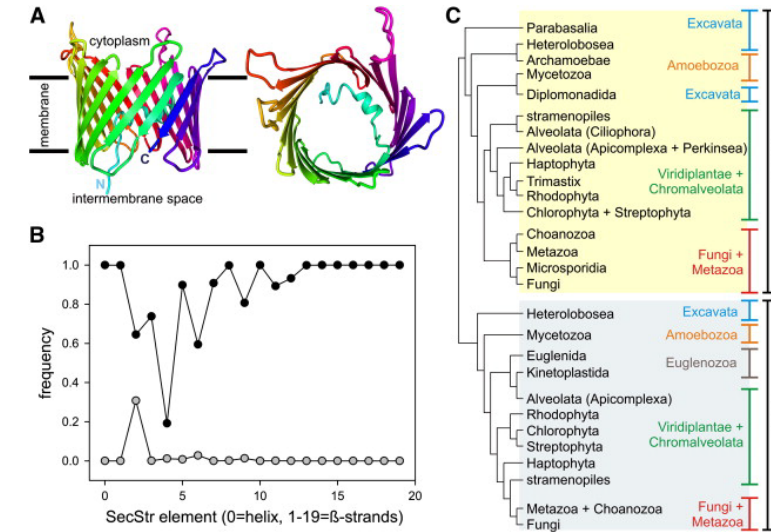 A
cytoplasm
membrane
N
C
intermembrane space
B
1.0
0.8
0.6
0.4
0.2
0.0
frequency
0
5
10
15
20
SecStr element (0=helix, 1-19=ß-strands)
C
Parabasalia
Heterolobosea
Excavata
Archamoebae
Mycetozoa
Amoebozoa
Diplomonadida
Excavata
stramenopiles
Alveolata (Ciliophora)
Alveolata (Apicomplexa + Perkinsea)
Haptophyta
Trimastix
Rhodophyta
Chlorophyta + Streptophyta
Viridiplantae +
Chromalveolata
Choanozoa
Metazoa
Microsporidia
Fungi
Fungi +
Metazoa
Heterolobosea
Excavata
Mycetozoa
Amoebozoa
Euglenida
Kinetoplastida
Euglenozoa
Alveolata (Apicomplexa)
Rhodophyta
Chlorophyta
Streptophyta
Haptophyta
stramenopiles
Viridiplantae +
Chromalveolata
Metazoa + Choanozoa
Fungi
Fungi +
Metazoa